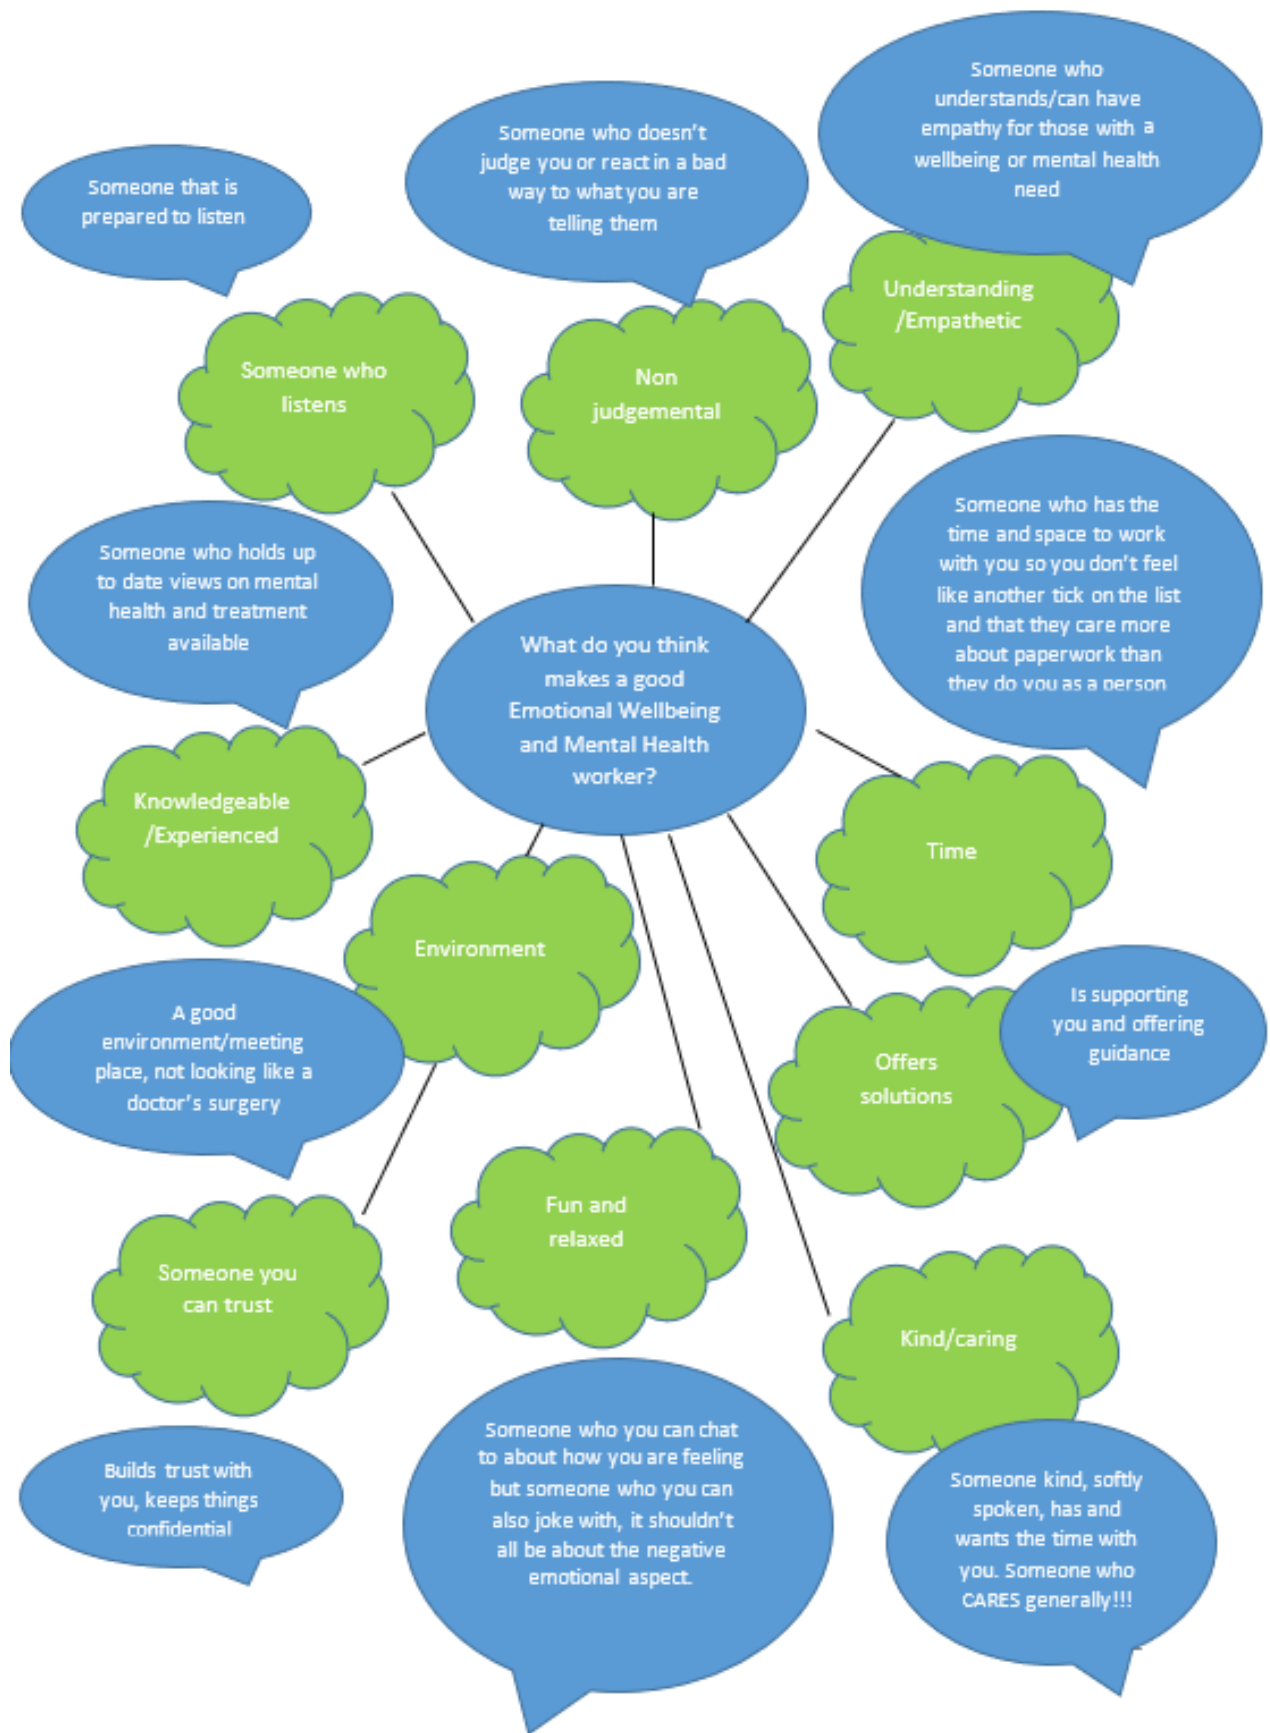 Someone who
understands/can have
empathy for those with a
wellbeing or mental health
need
Someone who doesn't
judge you or react in a bad
way to what you are
telling them
Someone that is
prepared to listen
Understanding
/Empathetic
Someone who
listens
Non
judgemental
Someone who has the
time and space to work
with you so you don't feel
like another tick on the list
and that they care more
about paperwork than
they do you as a person
Someone who holds up
to date views on mental
health and treatment
available
What do you think
makes a good
Emotional Wellbeing
and Mental Health
worker?
Knowledgeable
/Experienced
Time
Environment
A good
environment/meeting
place, not looking like a
doctor's surgery
Is supporting
you and offering
guidance
Offers
solutions
Fun and
relaxed
Someone you
can trust
Kind/caring
Builds trust with
you, keeps things
confidential
Someone who you can chat
to about how you are feeling
but someone who you can
also joke with, it shouldn't
all be about the negative
emotional aspect.
Someone kind, softly
spoken, has and
wants the time with
you. Someone who
CARES generally!!!